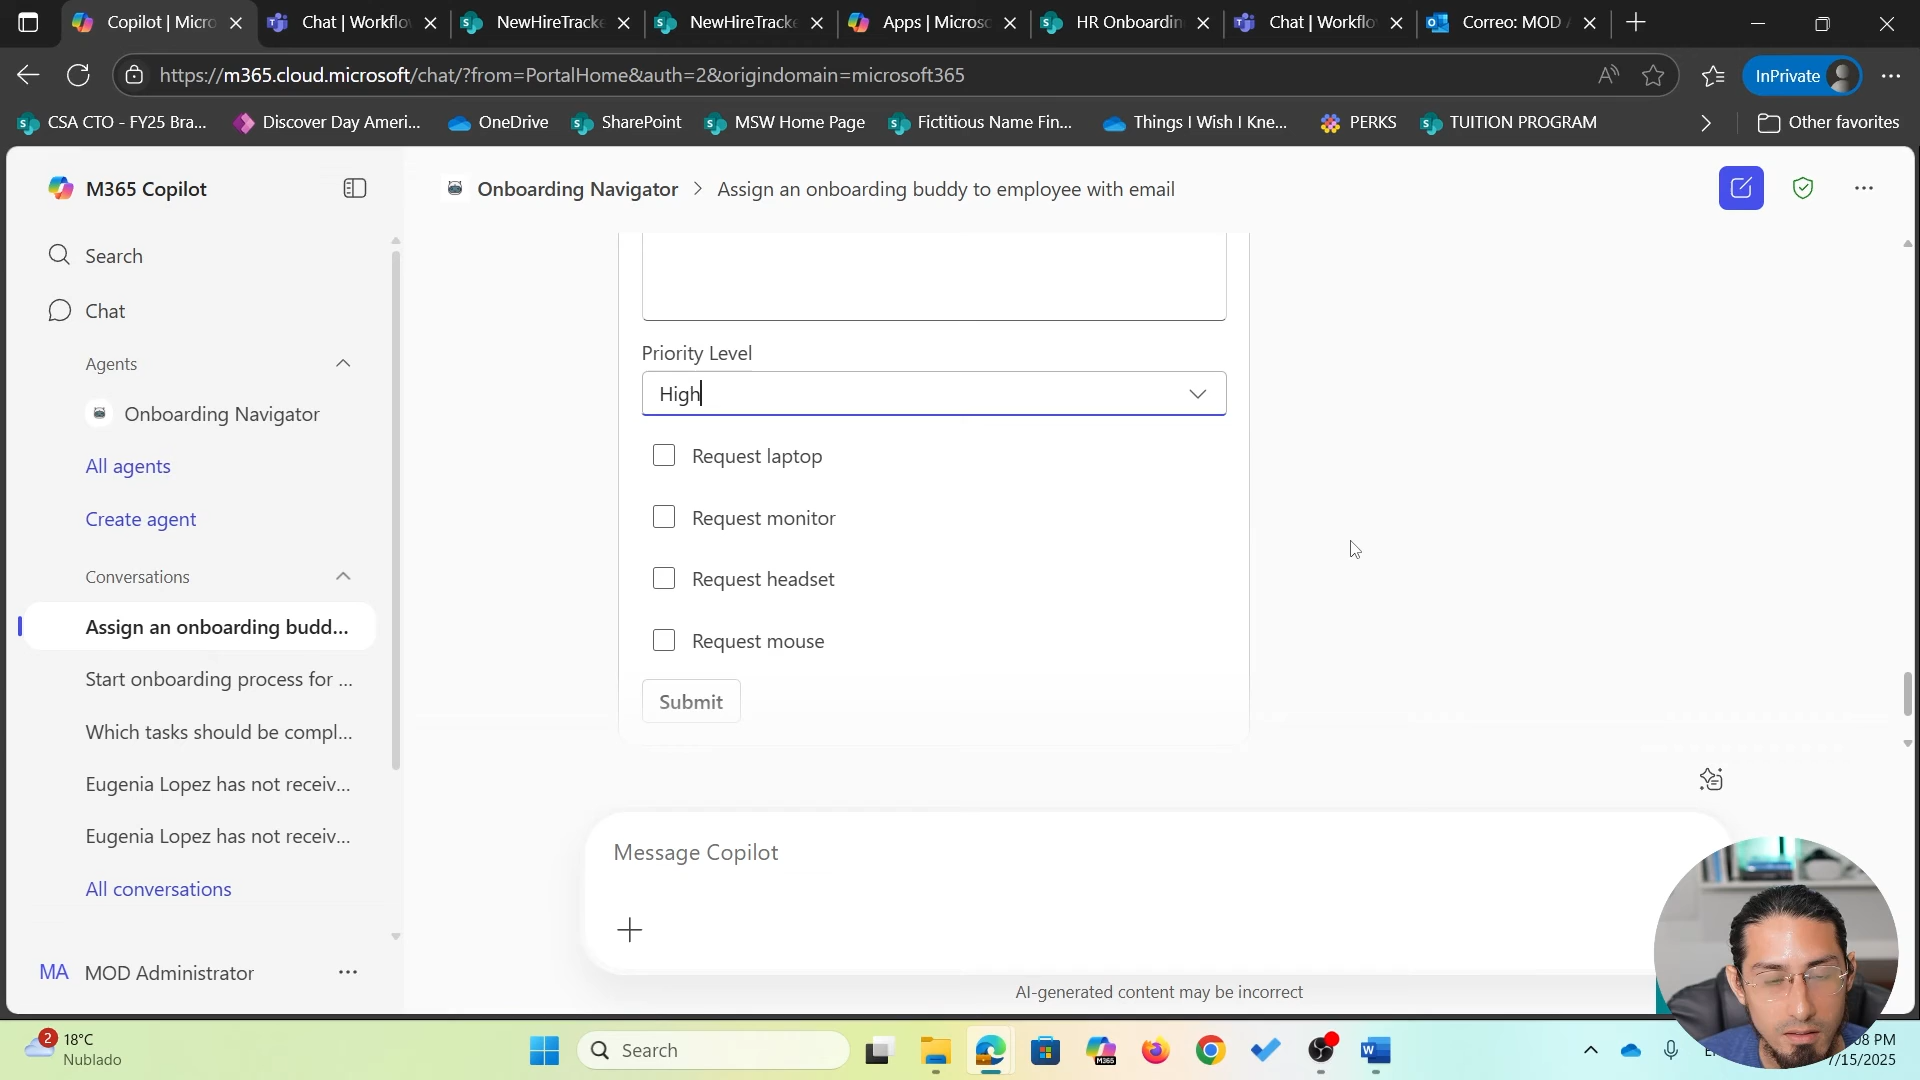 Copilot | Micro
Chat | Workflo
NewHireTracke
NewHireTracke
Apps | Microso
HR Onboardin
Chat | Workflo
Correo: MOD A
https://m365.cloud.microsoft/chat/?from=PortalHome&auth=2&origindomain=microsoft365
InPrivate
CSA CTO - FY25 Bra...
Discover Day Ameri...
OneDrive
SharePoint
MSW Home Page
Fictitious Name Fin...
Things I Wish I Kne...
PERKS
TUITION PROGRAM
Other favorites
M365 Copilot
Search
Chat
Agents
Onboarding Navigator
All agents
Create agent
Conversations
Assign an onboarding budd...
Start onboarding process for ...
Which tasks should be compl...
Eugenia Lopez has not receiv...
Eugenia Lopez has not receiv...
All conversations
MA MOD Administrator
Onboarding Navigator > Assign an onboarding buddy to employee with email
Priority Level
High
Request laptop
Request monitor
Request headset
Request mouse
Submit
Message Copilot
AI-generated content may be incorrect
2
18°C
Nublado
Search
M365
08 PM
7/15/2025